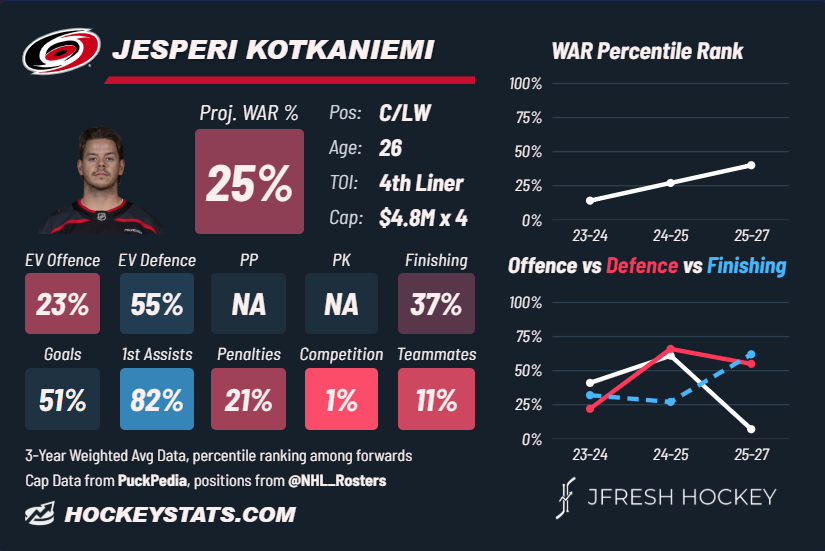 JESPERI KOTKANIEMI
Proj. WAR %
25%
Pos: C/LW
Age: 26
TOI: 4th Liner
Cap: $4.8M x 4
EV Offence EV Defence PP PK Finishing
23% 55% NA NA 37%
Goals 1st Assists Penalties Competition Teammates
51% 82% 21% 1% 11%
3-Year Weighted Avg Data, percentile ranking among forwards
Cap Data from PuckPedia, positions from @NHL_Rosters
HOCKEYSTATS.COM
WAR Percentile Rank
100%
75%
50%
25%
0%
23-24 24-25 25-27
Offence vs Defence vs Finishing
100%
75%
50%
25%
0%
23-24 24-25 25-27
JFRESH HOCKEY